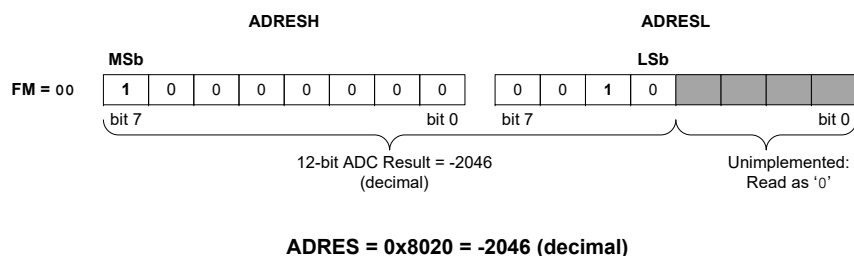 ADRESH ADRESL
MSb LSb
FM = 00 1 0 0 0 0 0 0 0 0 0 1 0
bit 7 bit 0 bit 7 bit 0
12-bit ADC Result = -2046 Unimplemented:
(decimal) Read as ‘0’
ADRES = 0x8020 = -2046 (decimal)